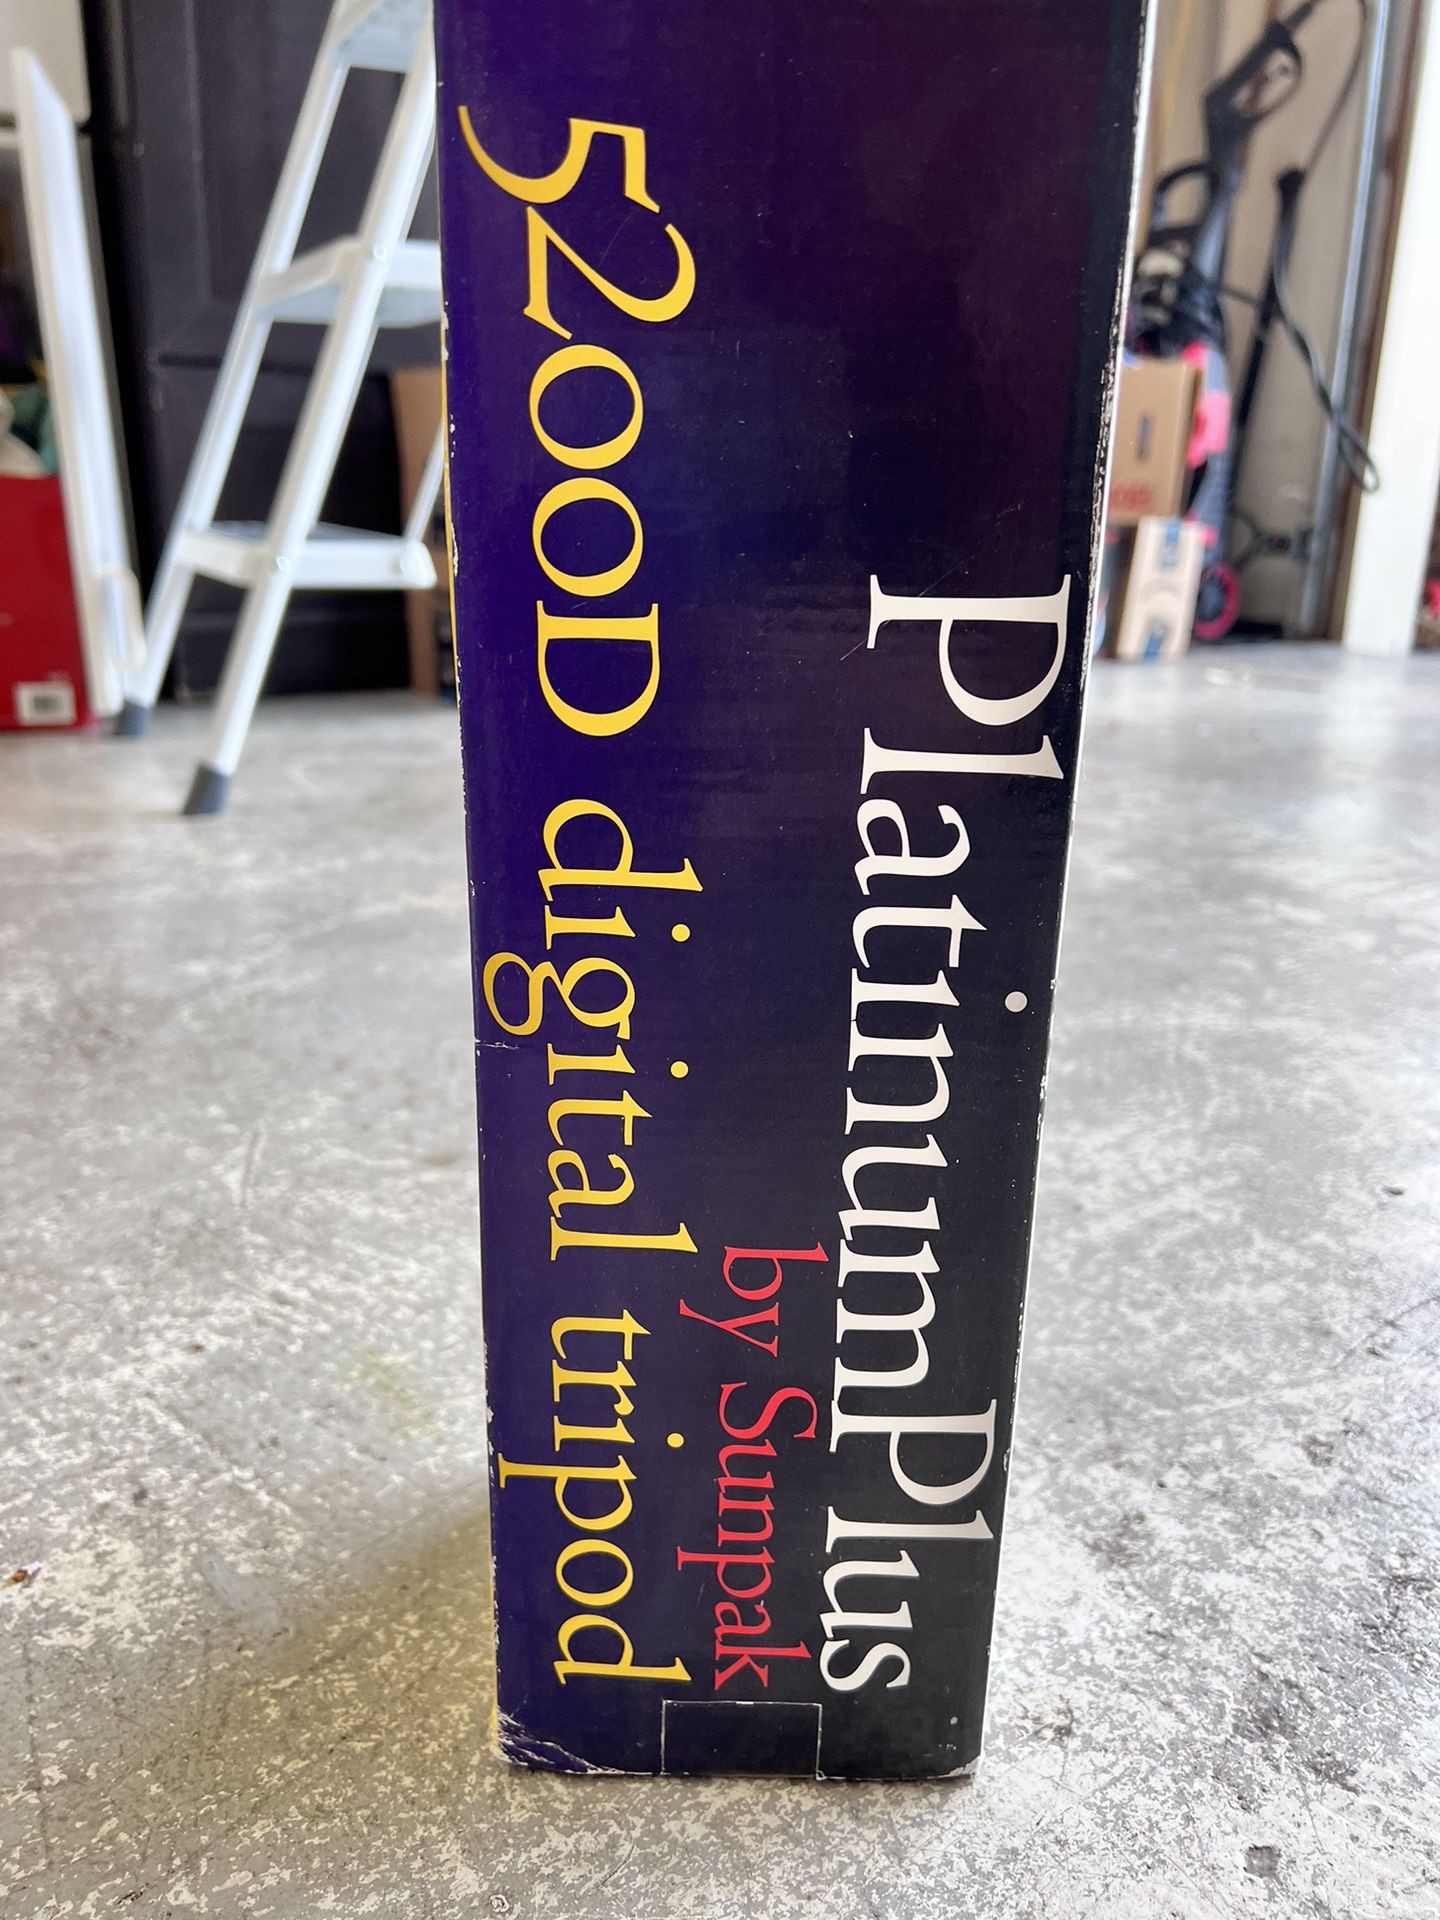 PlatinumPlus
by Sunpak
5200D digital tripod